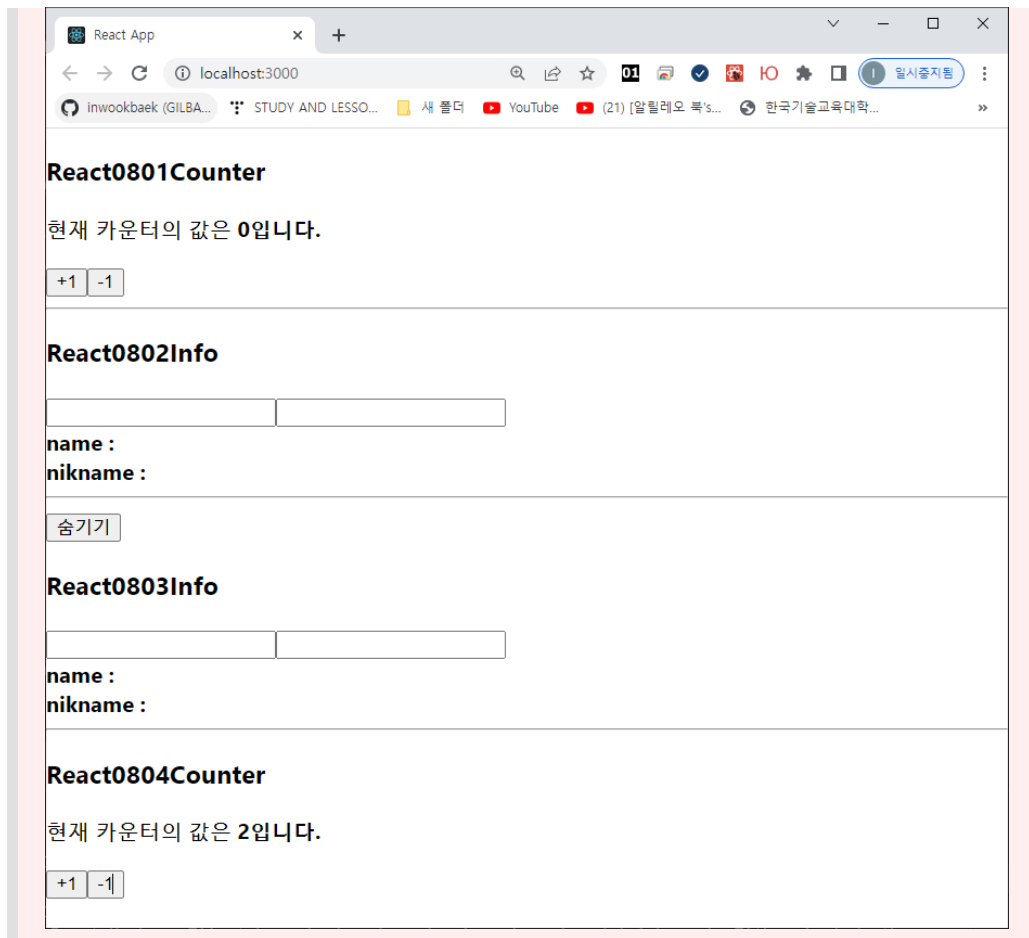 React App
localhost:3000
01
I 일시중지됨
inwookbaek (GILBA... STUDY AND LESSO... 새 폴더 YouTube (21) [알릴레오 북's... 한국기술교육대학...
React0801Counter
현재 카운터의 값은 0입니다.
+1 -1
React0802Info
name :
nikname :
숨기기
React0803Info
name :
nikname :
React0804Counter
현재 카운터의 값은 2입니다.
+1 -1